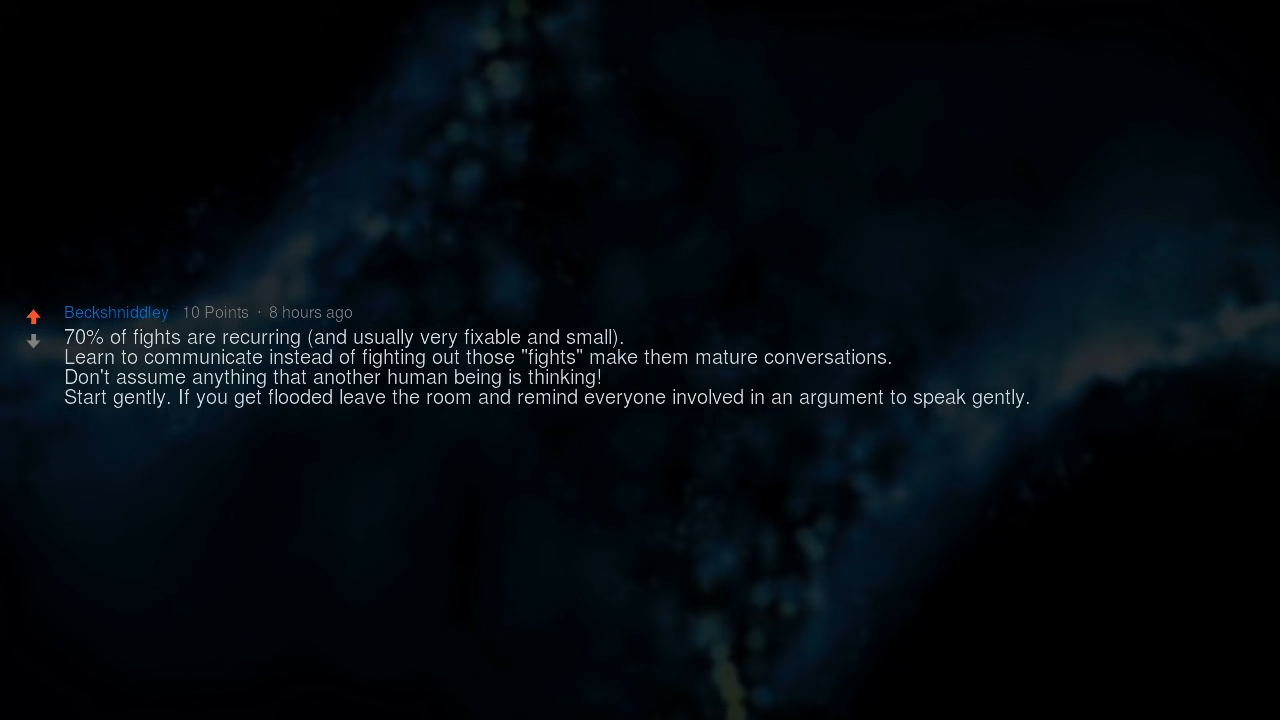 Beckshniddley 10 Points · 8 hours ago
70% of fights are recurring (and usually very fixable and small).
Learn to communicate instead of fighting out those "fights" make them mature conversations.
Don't assume anything that another human being is thinking!
Start gently. If you get flooded leave the room and remind everyone involved in an argument to speak gently.